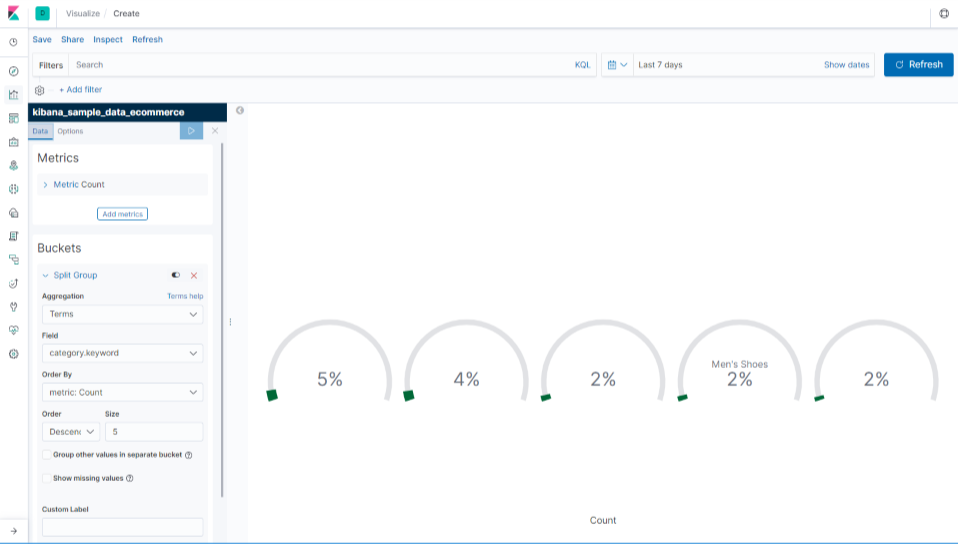 D Visualize / Create
Save Share Inspect Refresh
Filters Search KQL Last 7 days Show dates Refresh
+ Add filter
kibana_sample_data_ecommerce
Data Options
Metrics
Metric Count
Add metrics
Buckets
Split Group
Aggregation Terms help
Terms
Field
category.keyword
Order By
metric: Count
Order Size
Descenc 5
Group other values in separate bucket
Show missing values
Custom Label
5% 4% 2% Men's Shoes 2% 2%
Count